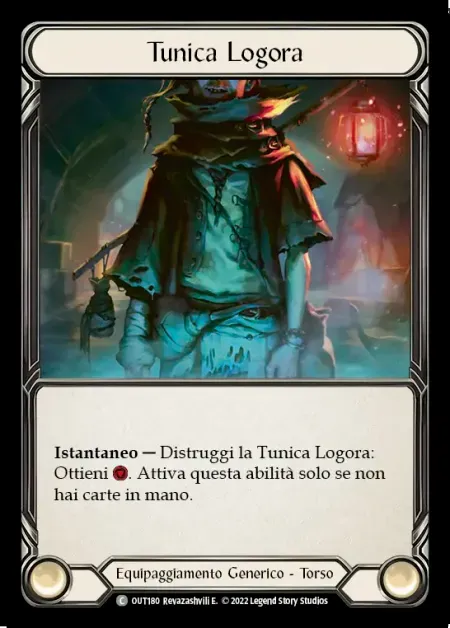 Tunica Logora
Istantaneo — Distruggi la Tunica Logora:
Ottieni . Attiva questa abilità solo se non
hai carte in mano.
Equipaggiamento Generico - Torso
C OUT180 Revazashvili E. © 2022 Legend Story Studios